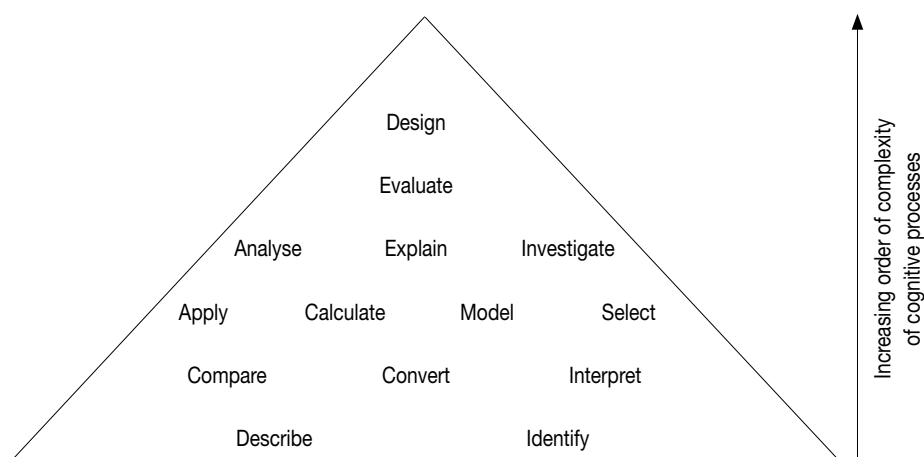 Design
Evaluate
Analyse Explain Investigate
Apply Calculate Model Select
Compare Convert Interpret
Describe Identify
Increasing order of complexity
of cognitive processes